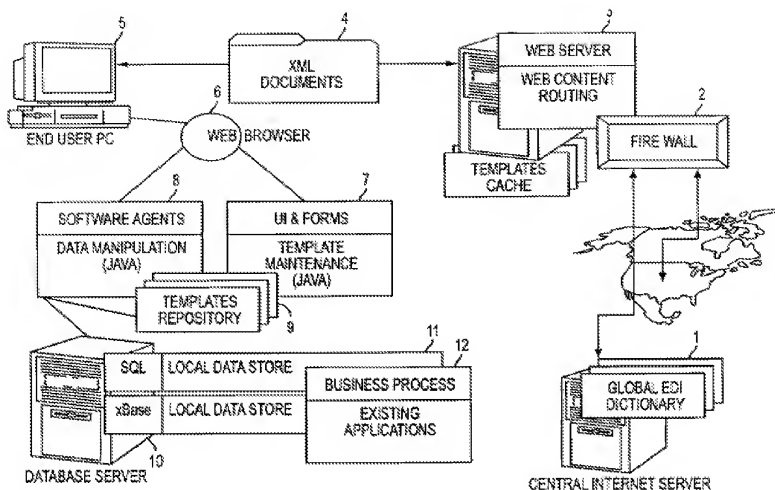 5
4
3
XML
DOCUMENTS
WEB SERVER
WEB CONTENT
ROUTING
2
6
END USER PC
WEB BROWSER
FIRE WALL
TEMPLATES
CACHE
8
7
SOFTWARE AGENTS
UI & FORMS
DATA MANIPULATION
(JAVA)
TEMPLATE
MAINTENANCE
(JAVA)
TEMPLATES
REPOSITORY
9
11
12
1
SQL
LOCAL DATA STORE
BUSINESS PROCESS
xBase
LOCAL DATA STORE
EXISTING
APPLICATIONS
GLOBAL EDI
DICTIONARY
10
DATABASE SERVER
CENTRAL INTERNET SERVER